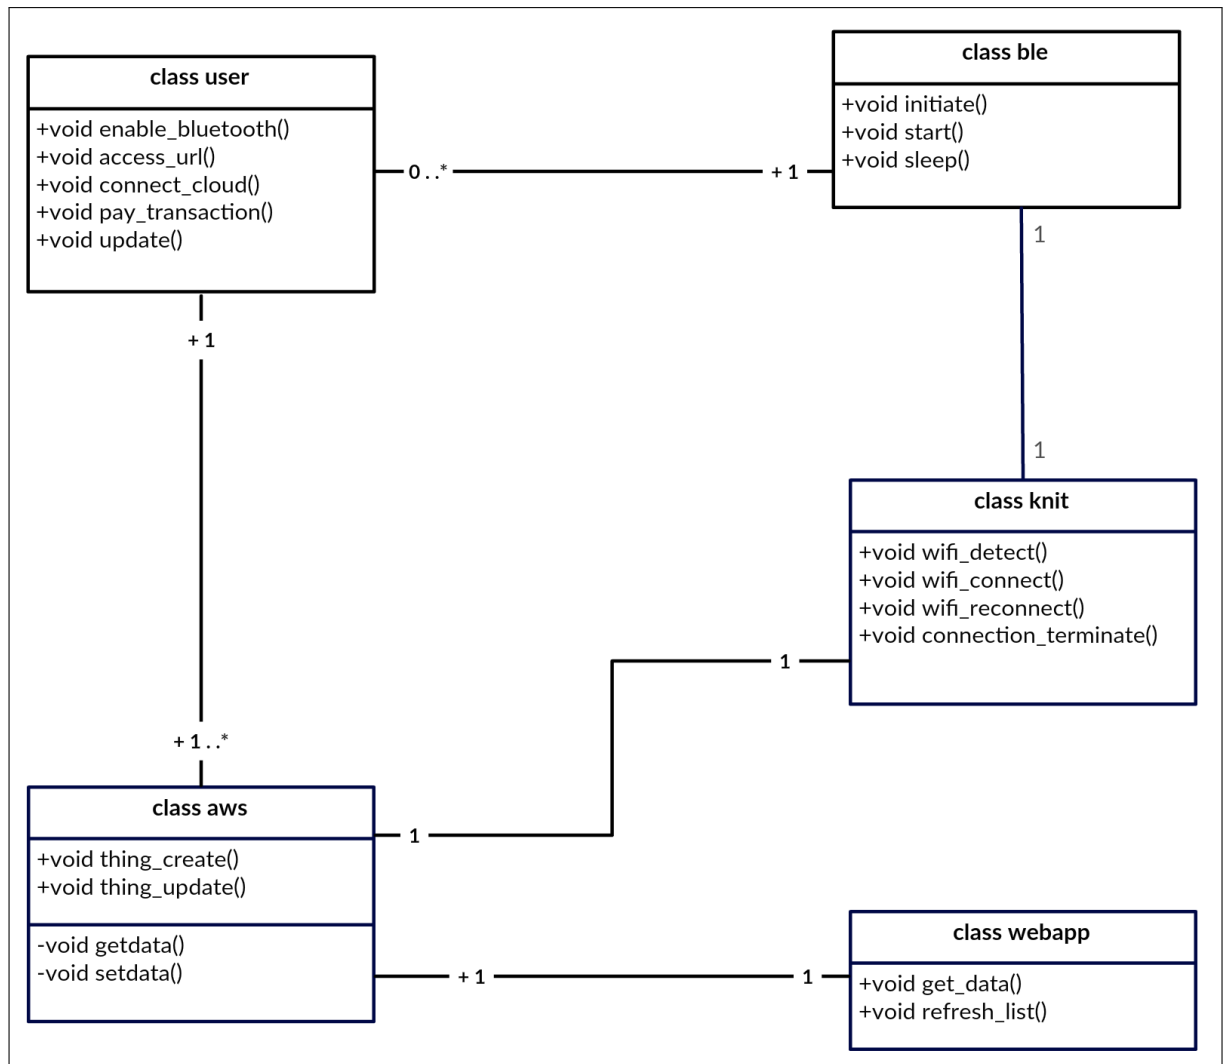 class user
+void enable_bluetooth()
+void access_url()
+void connect_cloud()
+void pay_transaction()
+void update()
0 . . *
+ 1
class ble
+void initiate()
+void start()
+void sleep()
1
1
+ 1
+ 1 . . *
class knit
+void wifi_detect()
+void wifi_connect()
+void wifi_reconnect()
+void connection_terminate()
1
1
class aws
+void thing_create()
+void thing_update()
-void getdata()
-void setdata()
+ 1
1
class webapp
+void get_data()
+void refresh_list()